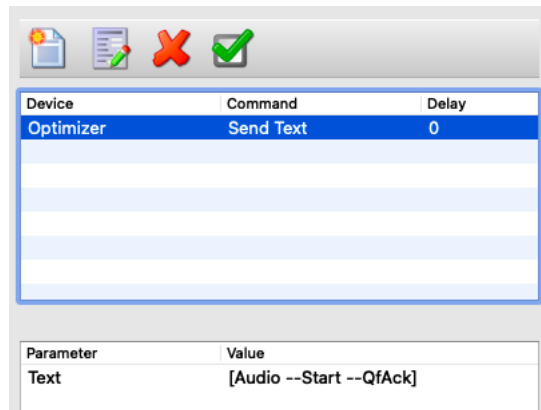 Device Command Delay
Optimizer Send Text 0
Parameter Value
Text [Audio --Start --QfAck]